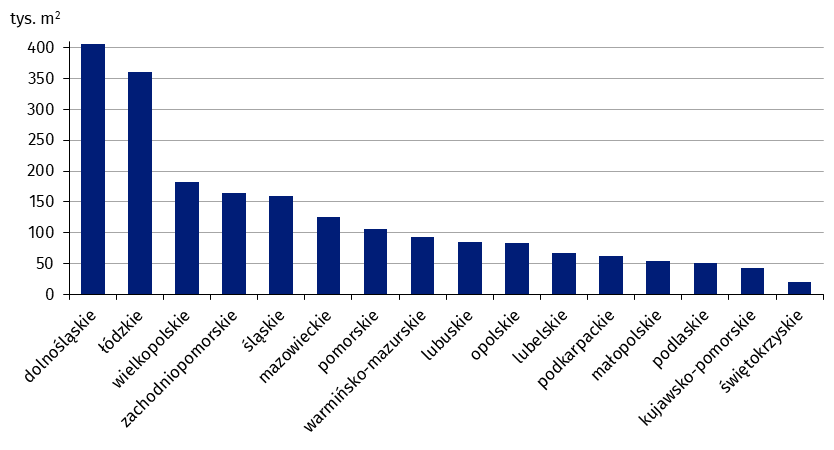 tys. m²
400
350
300
250
200
150
100
50
0
dolnośląskie
łódzkie
wielkopolskie
zachodniopomorskie
śląskie
mazowieckie
pomorskie
warmińsko-mazurskie
lubuskie
opolskie
lubelskie
podkarpackie
małopolskie
podlaskie
kujawsko-pomorskie
świętokrzyskie